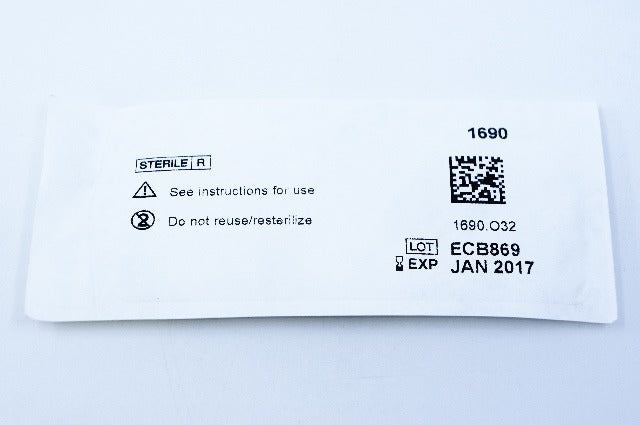 1690
STERILE R
See instructions for use
Do not reuse/resterilize
1690.O32
LOT ECB869
EXP JAN 2017